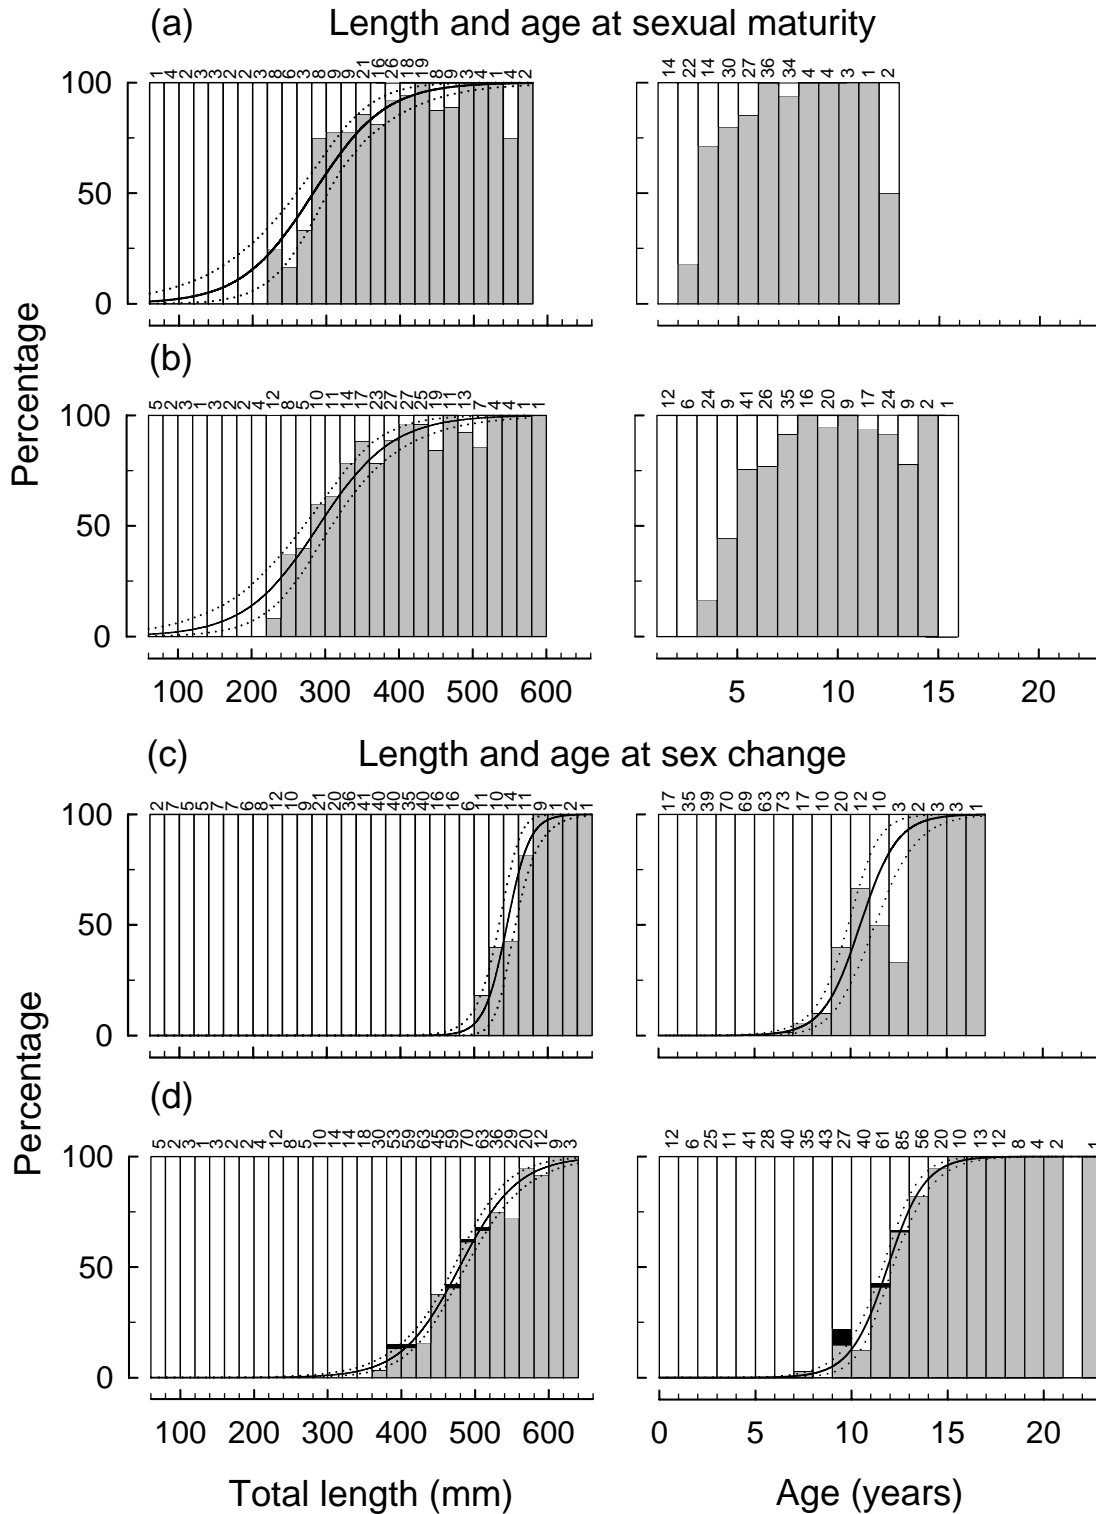 (a) Length and age at sexual maturity
1 4 2 3 3 2 2 3 8 6 3 8 9 9 21 16 26 18 19 8 9 3 4 1 4 2
14 22 14 30 27 36 34 4 4 3 1 2
100
50
0
Percentage
(b)
5 2 3 1 3 2 2 4 12 8 5 10 11 14 17 23 27 27 25 19 11 13 7 4 4 1 1
12 6 24 9 41 26 35 16 20 9 17 24 9 2 1
100
50
0
100 200 300 400 500 600
5 10 15 20
(c) Length and age at sex change
2 7 5 5 7 7 6 8 12 10 9 21 20 36 41 40 40 35 40 16 16 6 11 10 14 11 9 1 2 1
17 35 39 70 69 63 73 17 10 20 12 10 3 2 3 3 1
100
50
0
Percentage
(d)
5 2 3 1 3 2 2 4 12 8 5 10 14 14 18 30 53 59 63 45 59 70 63 36 29 20 12 9 3
12 6 25 11 41 28 40 35 43 27 40 61 85 56 20 10 13 12 8 4 2 1
100
50
0
100 200 300 400 500 600
0 5 10 15 20
Total length (mm)
Age (years)